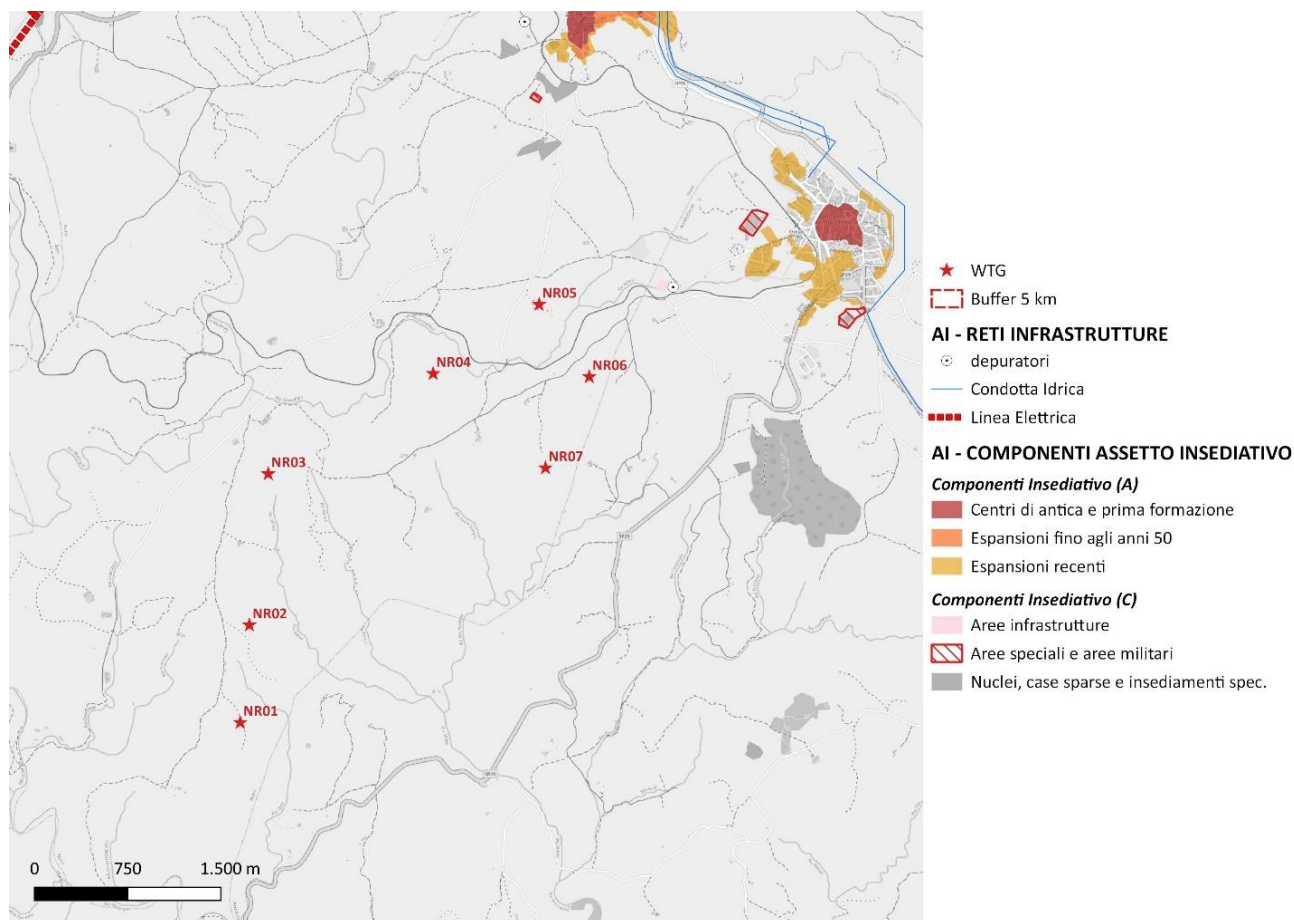 NR05
NR04
NR06
NR03
NR07
NR02
NR01
0 750 1.500 m
WTG
Buffer 5 km
AI - RETI INFRASTRUTTURE
depuratori
Condotta Idrica
Linea Elettrica
AI - COMPONENTI ASSETTO INSEDIATIVO
Componenti Insediativo (A)
Centri di antica e prima formazione
Espansioni fino agli anni 50
Espansioni recenti
Componenti Insediativo (C)
Aree infrastrutture
Aree speciali e aree militari
Nuclei, case sparse e insediamenti spec.